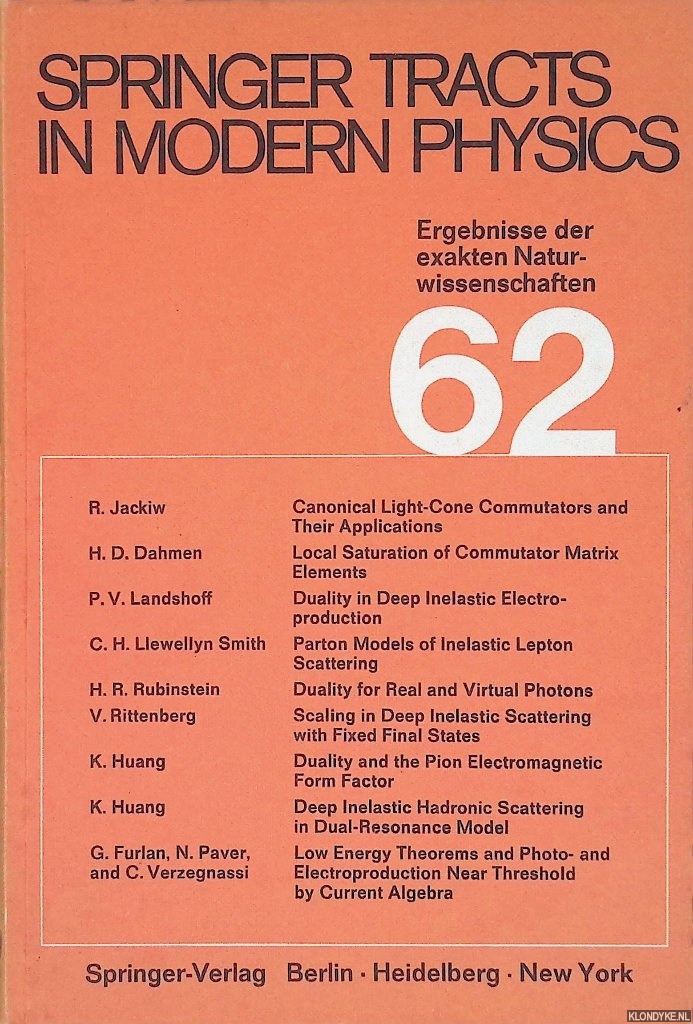 SPRINGER TRACTS
IN MODERN PHYSICS
Ergebnisse der
exakten Natur-
wissenschaften
62
R. Jackiw Canonical Light-Cone Commutators and
Their Applications
H. D. Dahmen Local Saturation of Commutator Matrix
Elements
P. V. Landshoff Duality in Deep Inelastic Electro-
production
C. H. Llewellyn Smith Parton Models of Inelastic Lepton
Scattering
H. R. Rubinstein Duality for Real and Virtual Photons
V. Rittenberg Scaling in Deep Inelastic Scattering
with Fixed Final States
K. Huang Duality and the Pion Electromagnetic
Form Factor
K. Huang Deep Inelastic Hadronic Scattering
in Dual-Resonance Model
G. Furlan, N. Paver, Low Energy Theorems and Photo- and
and C. Verzegnassi Electroproduction Near Threshold
by Current Algebra
Springer-Verlag Berlin · Heidelberg · New York
KLONDYKE.NL